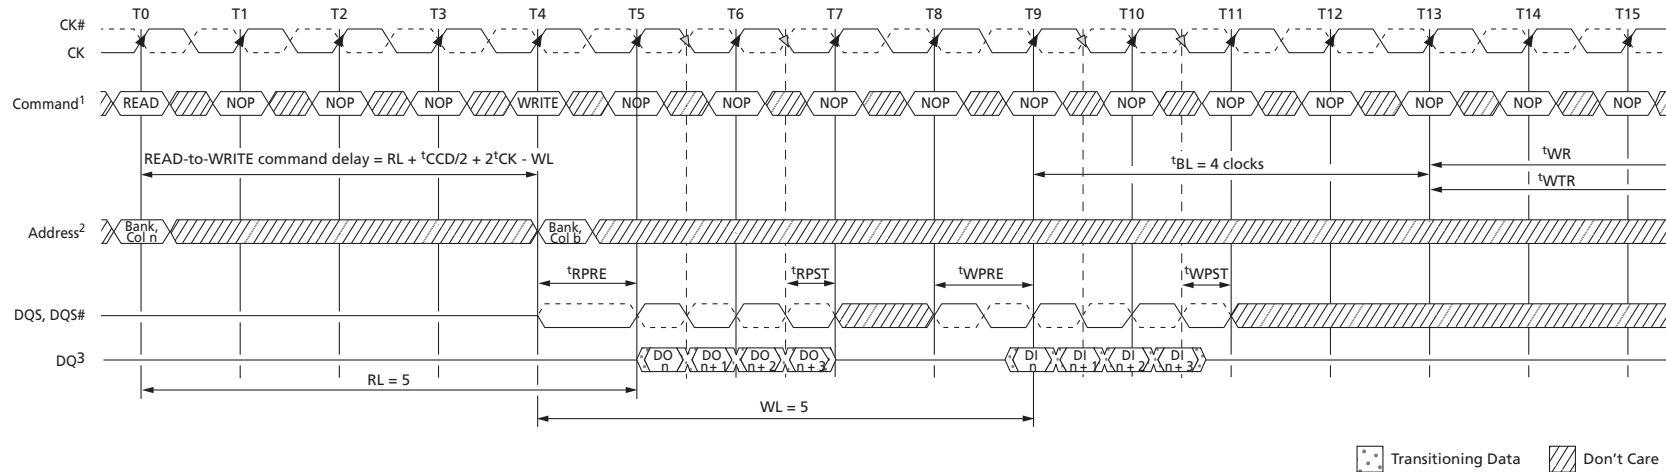 T0 T1 T2 T3 T4 T5 T6 T7 T8 T9 T10 T11 T12 T13 T14 T15
CK#
CK
Command¹ READ NOP NOP NOP WRITE NOP NOP NOP NOP NOP NOP NOP NOP NOP NOP NOP
READ-to-WRITE command delay = RL + ᵗCCD/2 + 2ᵗCK - WL
ᵗBL = 4 clocks
ᵗWR
ᵗWTR
Address² Bank, Col n Bank, Col b
ᵗRPRE ᵗRPST ᵗWPRE ᵗWPST
DQS, DQS#
DQ³ DO n DO n + 1 DO n + 2 DO n + 3 DI n DI n + 1 DI n + 2 DI n + 3
RL = 5
WL = 5
Transitioning Data Don't Care